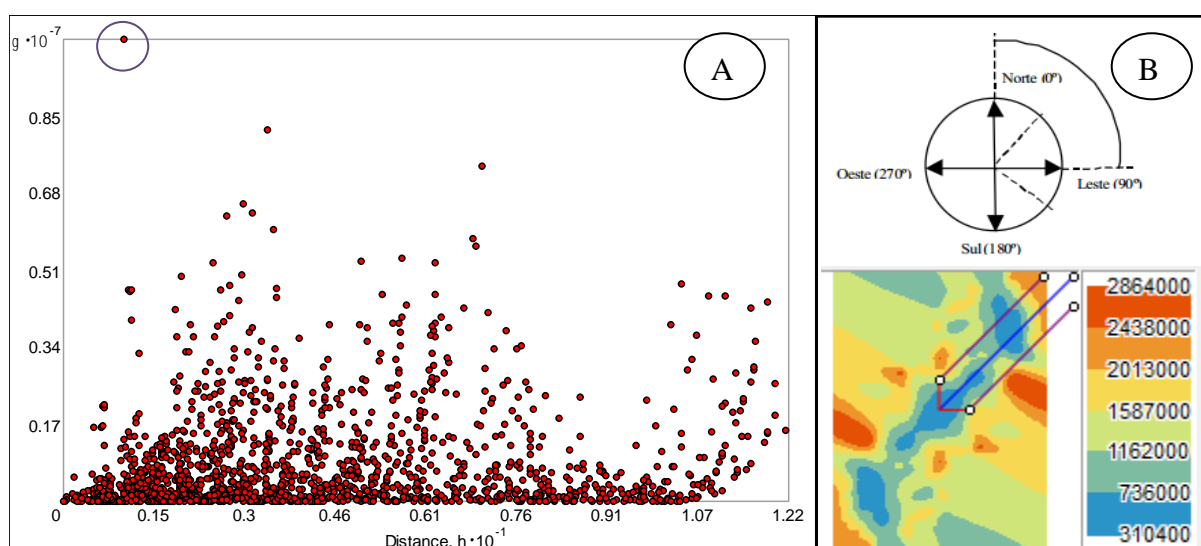 g ·10⁻⁷
A
0.85
0.68
0.51
0.34
0.17
0 0.15 0.3 0.46 0.61 0.76 0.91 1.07 1.22
Distance, h ·10⁻¹
B
Norte (0º)
Oeste (270º)
Leste (90º)
Sul (180º)
2864000
2438000
2013000
1587000
1162000
736000
310400